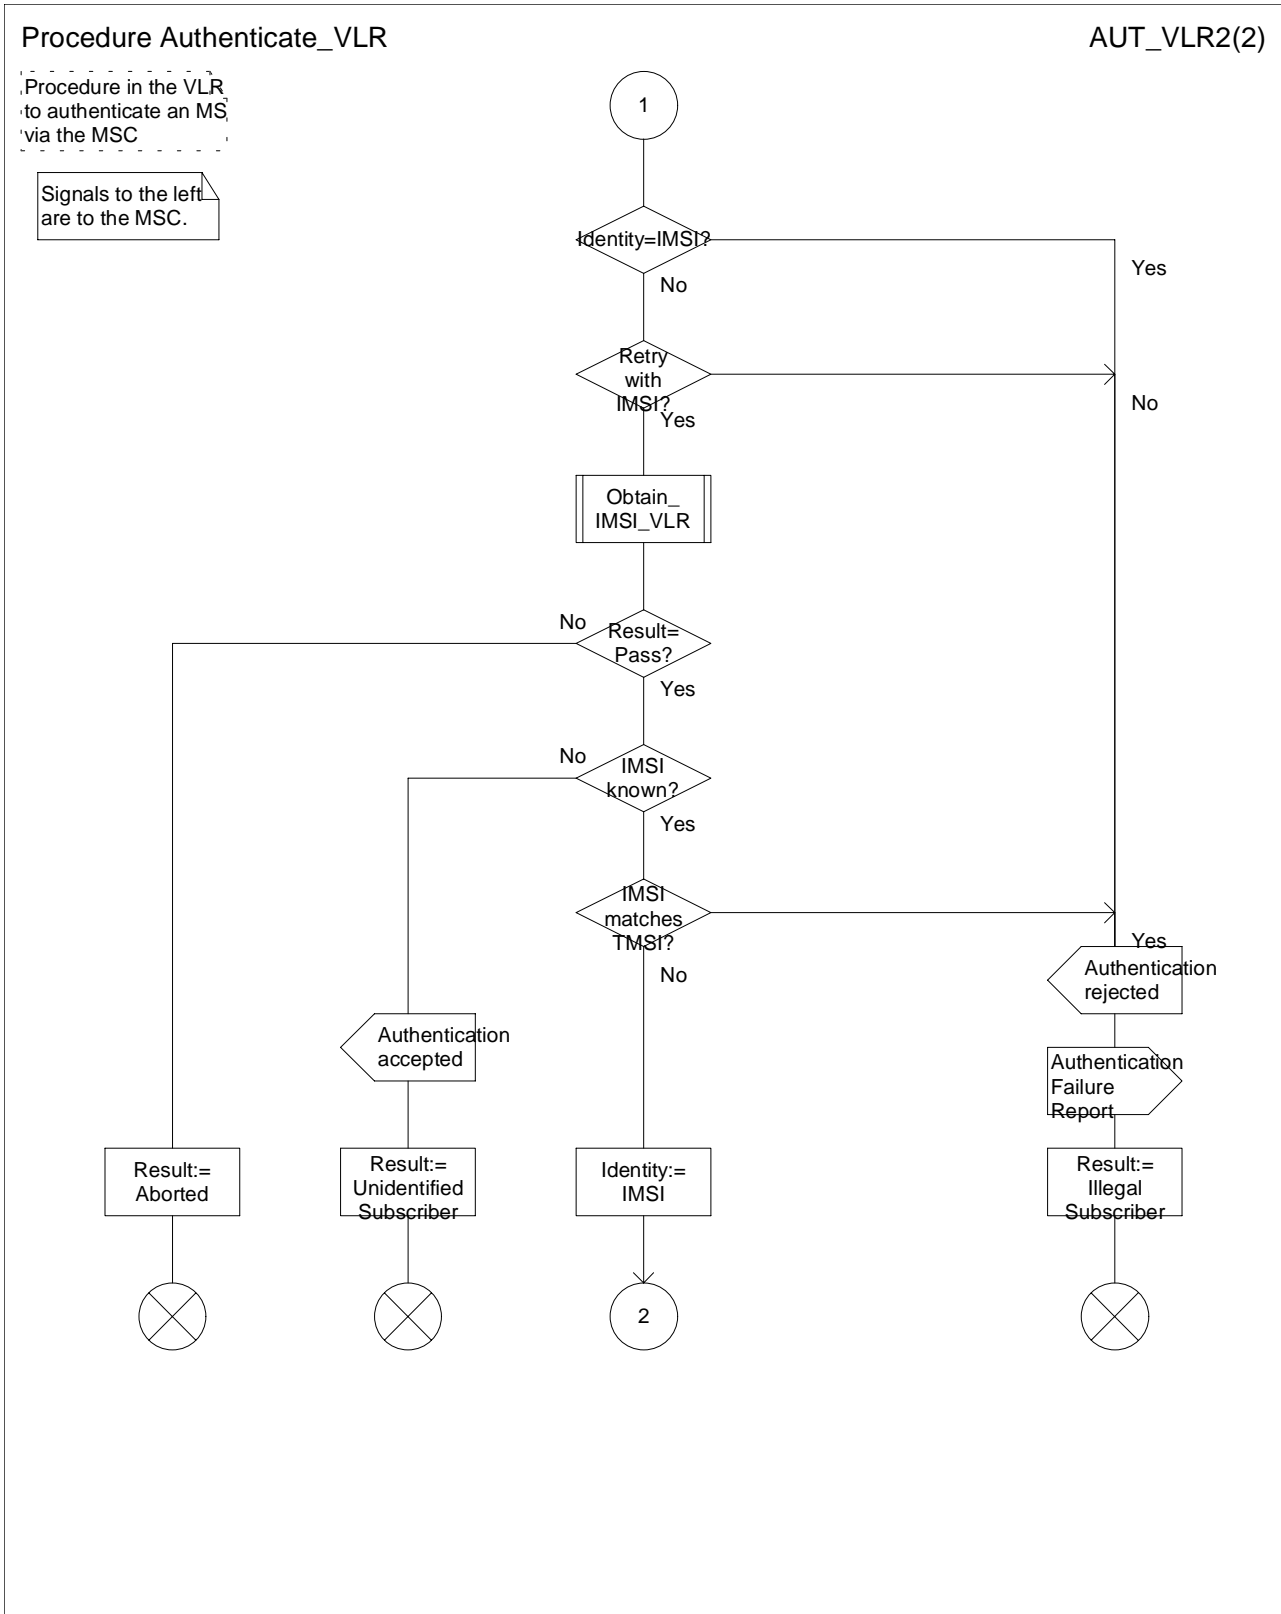 Procedure Authenticate_VLR
AUT_VLR2(2)
Procedure in the VLR
to authenticate an MS
via the MSC
1
Signals to the left
are to the MSC.
Identity=IMSI?
Yes
No
Retry
with
IMSI?
No
Yes
Obtain_
IMSI_VLR
No
Result=
Pass?
Yes
No
IMSI
known?
Yes
IMSI
matches
TMSI?
Yes
No
Authentication
rejected
Authentication
accepted
Authentication
Failure
Report
Result:=
Aborted
Result:=
Unidentified
Subscriber
Identity:=
IMSI
Result:=
Illegal
Subscriber
2